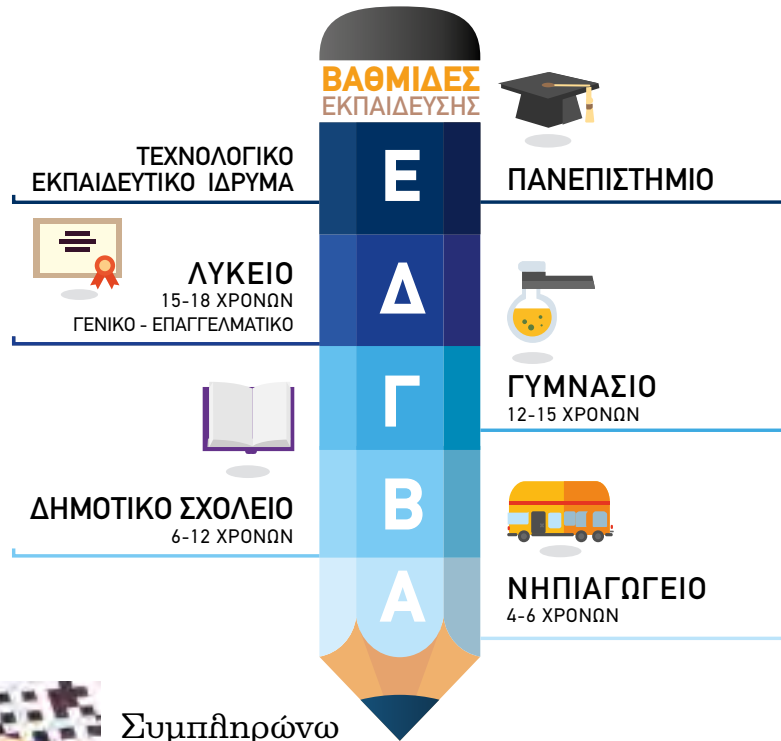 ΒΑΘΜΙΔΕΣ
ΕΚΠΑΙΔΕΥΣΗΣ
Ε
ΤΕΧΝΟΛΟΓΙΚΟ
ΕΚΠΑΙΔΕΥΤΙΚΟ ΙΔΡΥΜΑ
ΠΑΝΕΠΙΣΤΗΜΙΟ
Δ
ΛΥΚΕΙΟ
15-18 ΧΡΟΝΩΝ
ΓΕΝΙΚΟ - ΕΠΑΓΓΕΛΜΑΤΙΚΟ
Γ
ΓΥΜΝΑΣΙΟ
12-15 ΧΡΟΝΩΝ
Β
ΔΗΜΟΤΙΚΟ ΣΧΟΛΕΙΟ
6-12 ΧΡΟΝΩΝ
Α
ΝΗΠΙΑΓΩΓΕΙΟ
4-6 ΧΡΟΝΩΝ
Συμπληρώνω